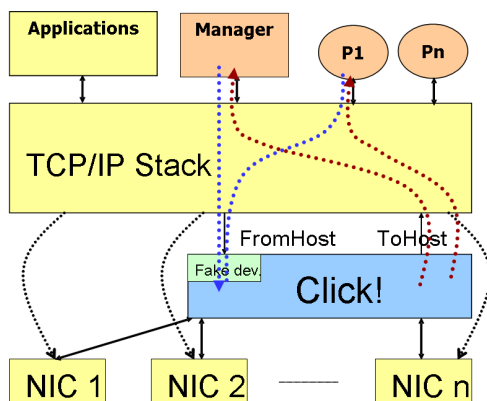 Applications
Manager
P1
Pn
TCP/IP Stack
FromHost
ToHost
Fake dev.
Click!
NIC 1
NIC 2
NIC n